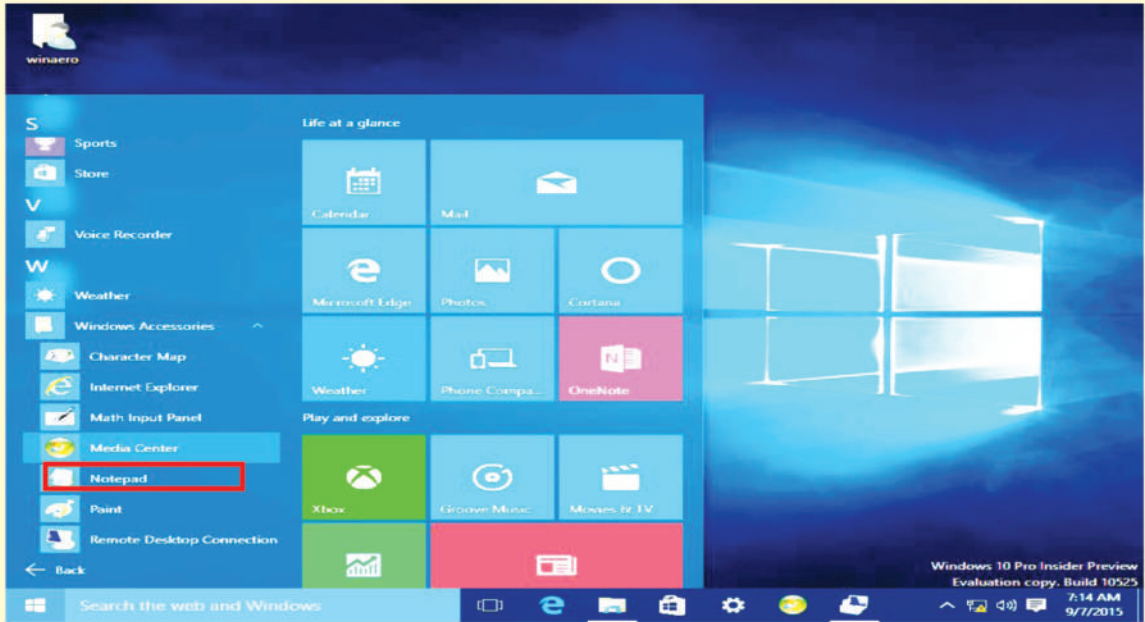 winaero
S
Sports
Store
V
Voice Recorder
W
Weather
Windows Accessories
Character Map
Internet Explorer
Math Input Panel
Media Center
Notepad
Paint
Remote Desktop Connection
Back
Life at a glance
Calendar
Mail
Microsoft Edge
Photos
Cortana
Weather
Phone Compa...
OneNote
Play and explore
Xbox
Groove Music
Movies & TV
Windows 10 Pro Insider Preview
Evaluation copy. Build 10525
Search the web and Windows
7:14 AM
9/7/2015